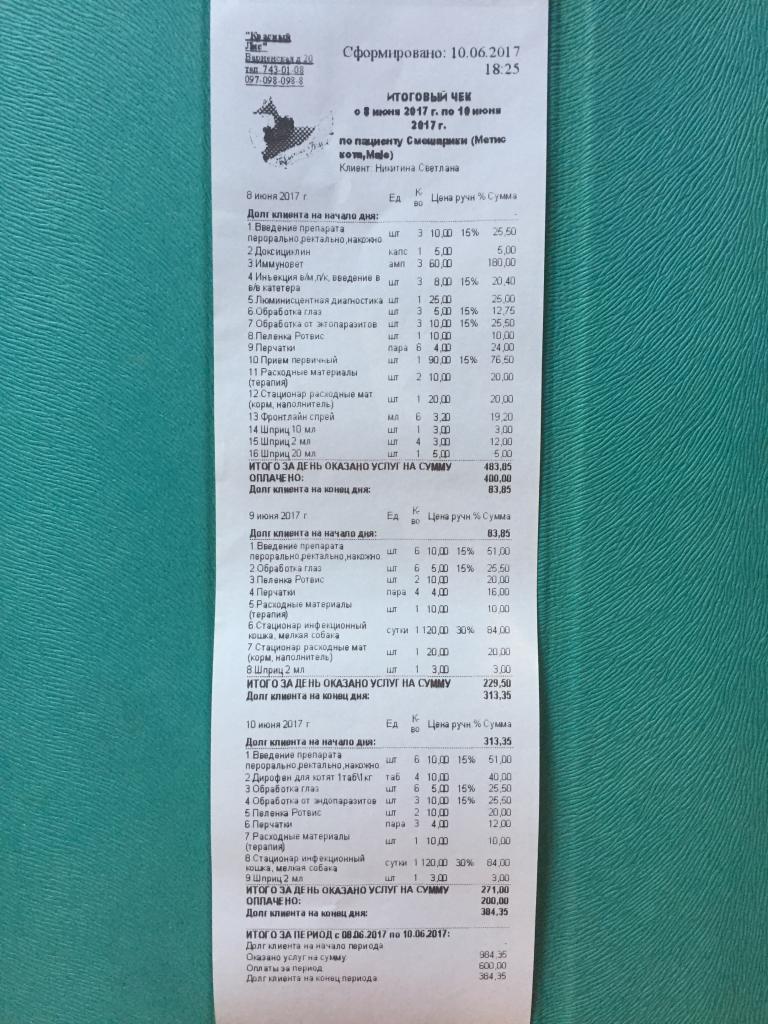 "Красный
Лис"
Варненская д 20
тел. 743-01-08
097-098-098-8
Сформировано: 10.06.2017
18:25
ИТОГОВЫЙ ЧЕК
с 8 июня 2017 г. по 10 июня
2017 г.
по пациенту Смешарики (Метис
кота,Male)
Клиент: Никитина Светлана
8 июня 2017 г Ед К-во Цена ручн % Сумма
Долг клиента на начало дня: -
1 Введение препарата перорально,ректально,накожно шт 3 10,00 15% 25,50
2 Доксициклин капс 1 5,00 5,00
3 Иммуновет амп 3 60,00 180,00
4 Инъекция в/м,п/к, введение в в/в катетера шт 3 8,00 15% 20,40
5 Люминисцентная диагностика шт 1 25,00 25,00
6 Обработка глаз шт 3 5,00 15% 12,75
7 Обработка от эктопаразитов шт 3 10,00 15% 25,50
8 Пеленка Ротвис шт 1 10,00 10,00
9 Перчатки пара 6 4,00 24,00
10 Прием первичный шт 1 90,00 15% 76,50
11 Расходные материалы (терапия) шт 2 10,00 20,00
12 Стационар расходные мат (корм, наполнитель) шт 1 20,00 20,00
13 Фронтлайн спрей мл 6 3,20 19,20
14 Шприц 10 мл шт 1 3,00 3,00
15 Шприц 2 мл шт 4 3,00 12,00
16 Шприц 20 мл шт 1 5,00 5,00
ИТОГО ЗА ДЕНЬ ОКАЗАНО УСЛУГ НА СУММУ 483,85
ОПЛАЧЕНО: 400,00
Долг клиента на конец дня: 83,85
9 июня 2017 г Ед К-во Цена ручн % Сумма
Долг клиента на начало дня: 83,85
1 Введение препарата перорально,ректально,накожно шт 6 10,00 15% 51,00
2 Обработка глаз шт 6 5,00 15% 25,50
3 Пеленка Ротвис шт 2 10,00 20,00
4 Перчатки пара 4 4,00 16,00
5 Расходные материалы (терапия) шт 1 10,00 10,00
6 Стационар инфекционный кошка, мелкая собака сутки 1 120,00 30% 84,00
7 Стационар расходные мат (корм, наполнитель) шт 1 20,00 20,00
8 Шприц 2 мл шт 1 3,00 3,00
ИТОГО ЗА ДЕНЬ ОКАЗАНО УСЛУГ НА СУММУ 229,50
Долг клиента на конец дня: 313,35
10 июня 2017 г Ед К-во Цена ручн % Сумма
Долг клиента на начало дня: 313,35
1 Введение препарата перорально,ректально,накожно шт 6 10,00 15% 51,00
2 Дирофен для котят 1таб\1кг таб 4 10,00 40,00
3 Обработка глаз шт 6 5,00 15% 25,50
4 Обработка от эндопаразитов шт 3 10,00 15% 25,50
5 Пеленка Ротвис шт 2 10,00 20,00
6 Перчатки пара 3 4,00 12,00
7 Расходные материалы (терапия) шт 1 10,00 10,00
8 Стационар инфекционный кошка, мелкая собака сутки 1 120,00 30% 84,00
9 Шприц 2 мл шт 1 3,00 3,00
ИТОГО ЗА ДЕНЬ ОКАЗАНО УСЛУГ НА СУММУ 271,00
ОПЛАЧЕНО: 200,00
Долг клиента на конец дня: 384,35
ИТОГО ЗА ПЕРИОД с 08.06.2017 по 10.06.2017:
Долг клиента на начало периода -
Оказано услуг на сумму 984,35
Оплаты за период 600,00
Долг клиента на конец периода 384,35